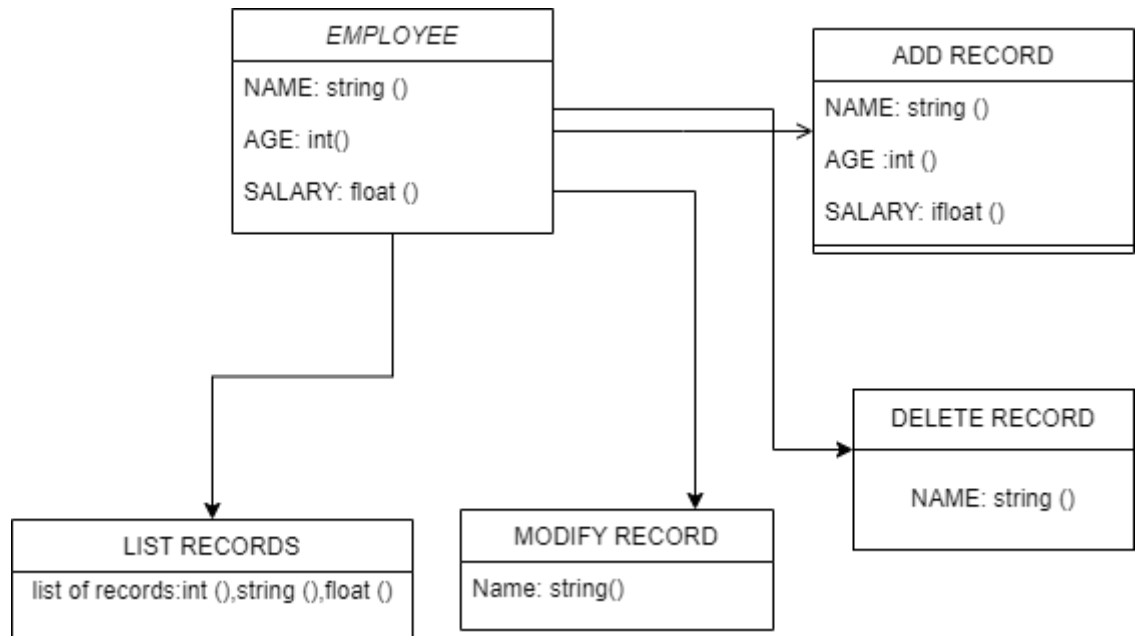 EMPLOYEE
NAME: string ()
AGE: int()
SALARY: float ()
ADD RECORD
NAME: string ()
AGE :int ()
SALARY: ifloat ()
DELETE RECORD
NAME: string ()
LIST RECORDS
list of records:int (),string (),float ()
MODIFY RECORD
Name: string()